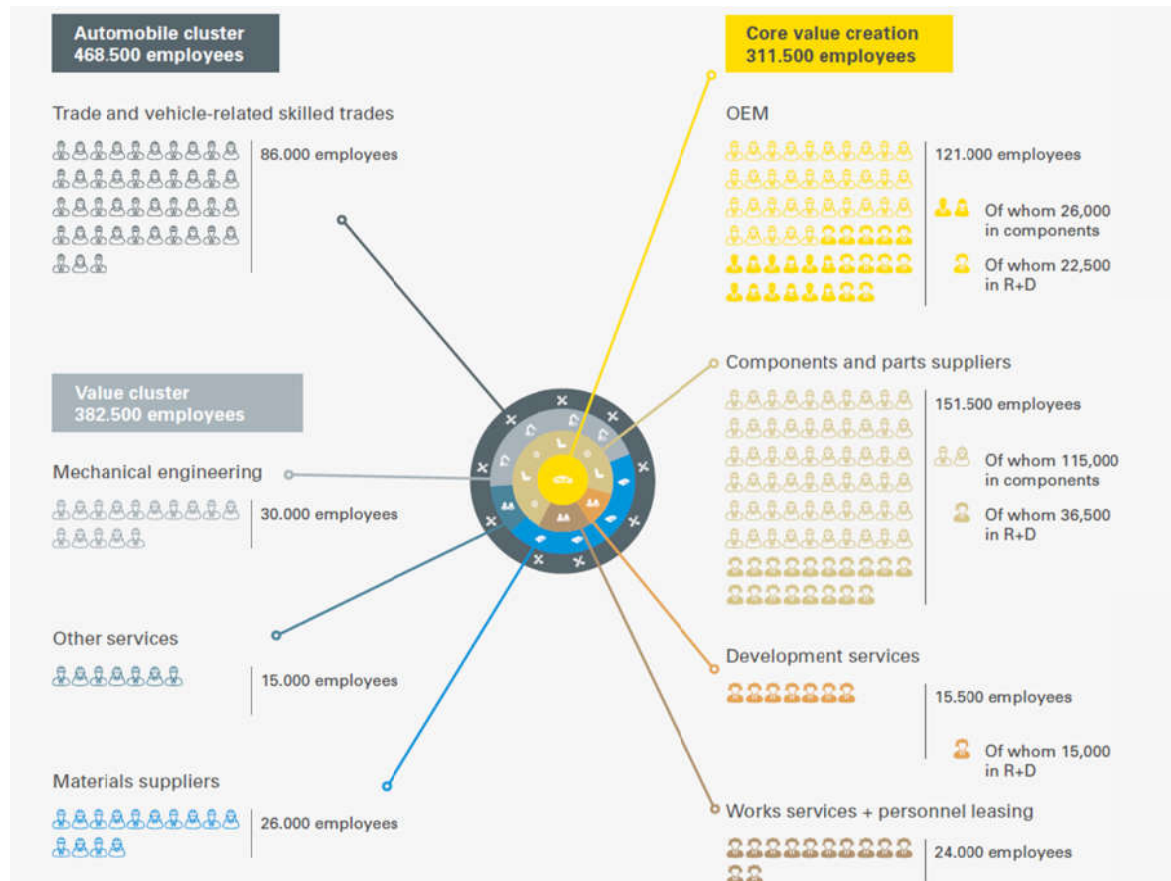 Automobile cluster
468.500 employees
Trade and vehicle-related skilled trades
86.000 employees
Value cluster
382.500 employees
Mechanical engineering
30.000 employees
Other services
15.000 employees
Materials suppliers
26.000 employees
Core value creation
311.500 employees
OEM
121.000 employees
Of whom 26,000
in components
Of whom 22,500
in R+D
Components and parts suppliers
151.500 employees
Of whom 115,000
in components
Of whom 36,500
in R+D
Development services
15.500 employees
Of whom 15,000
in R+D
Works services + personnel leasing
24.000 employees